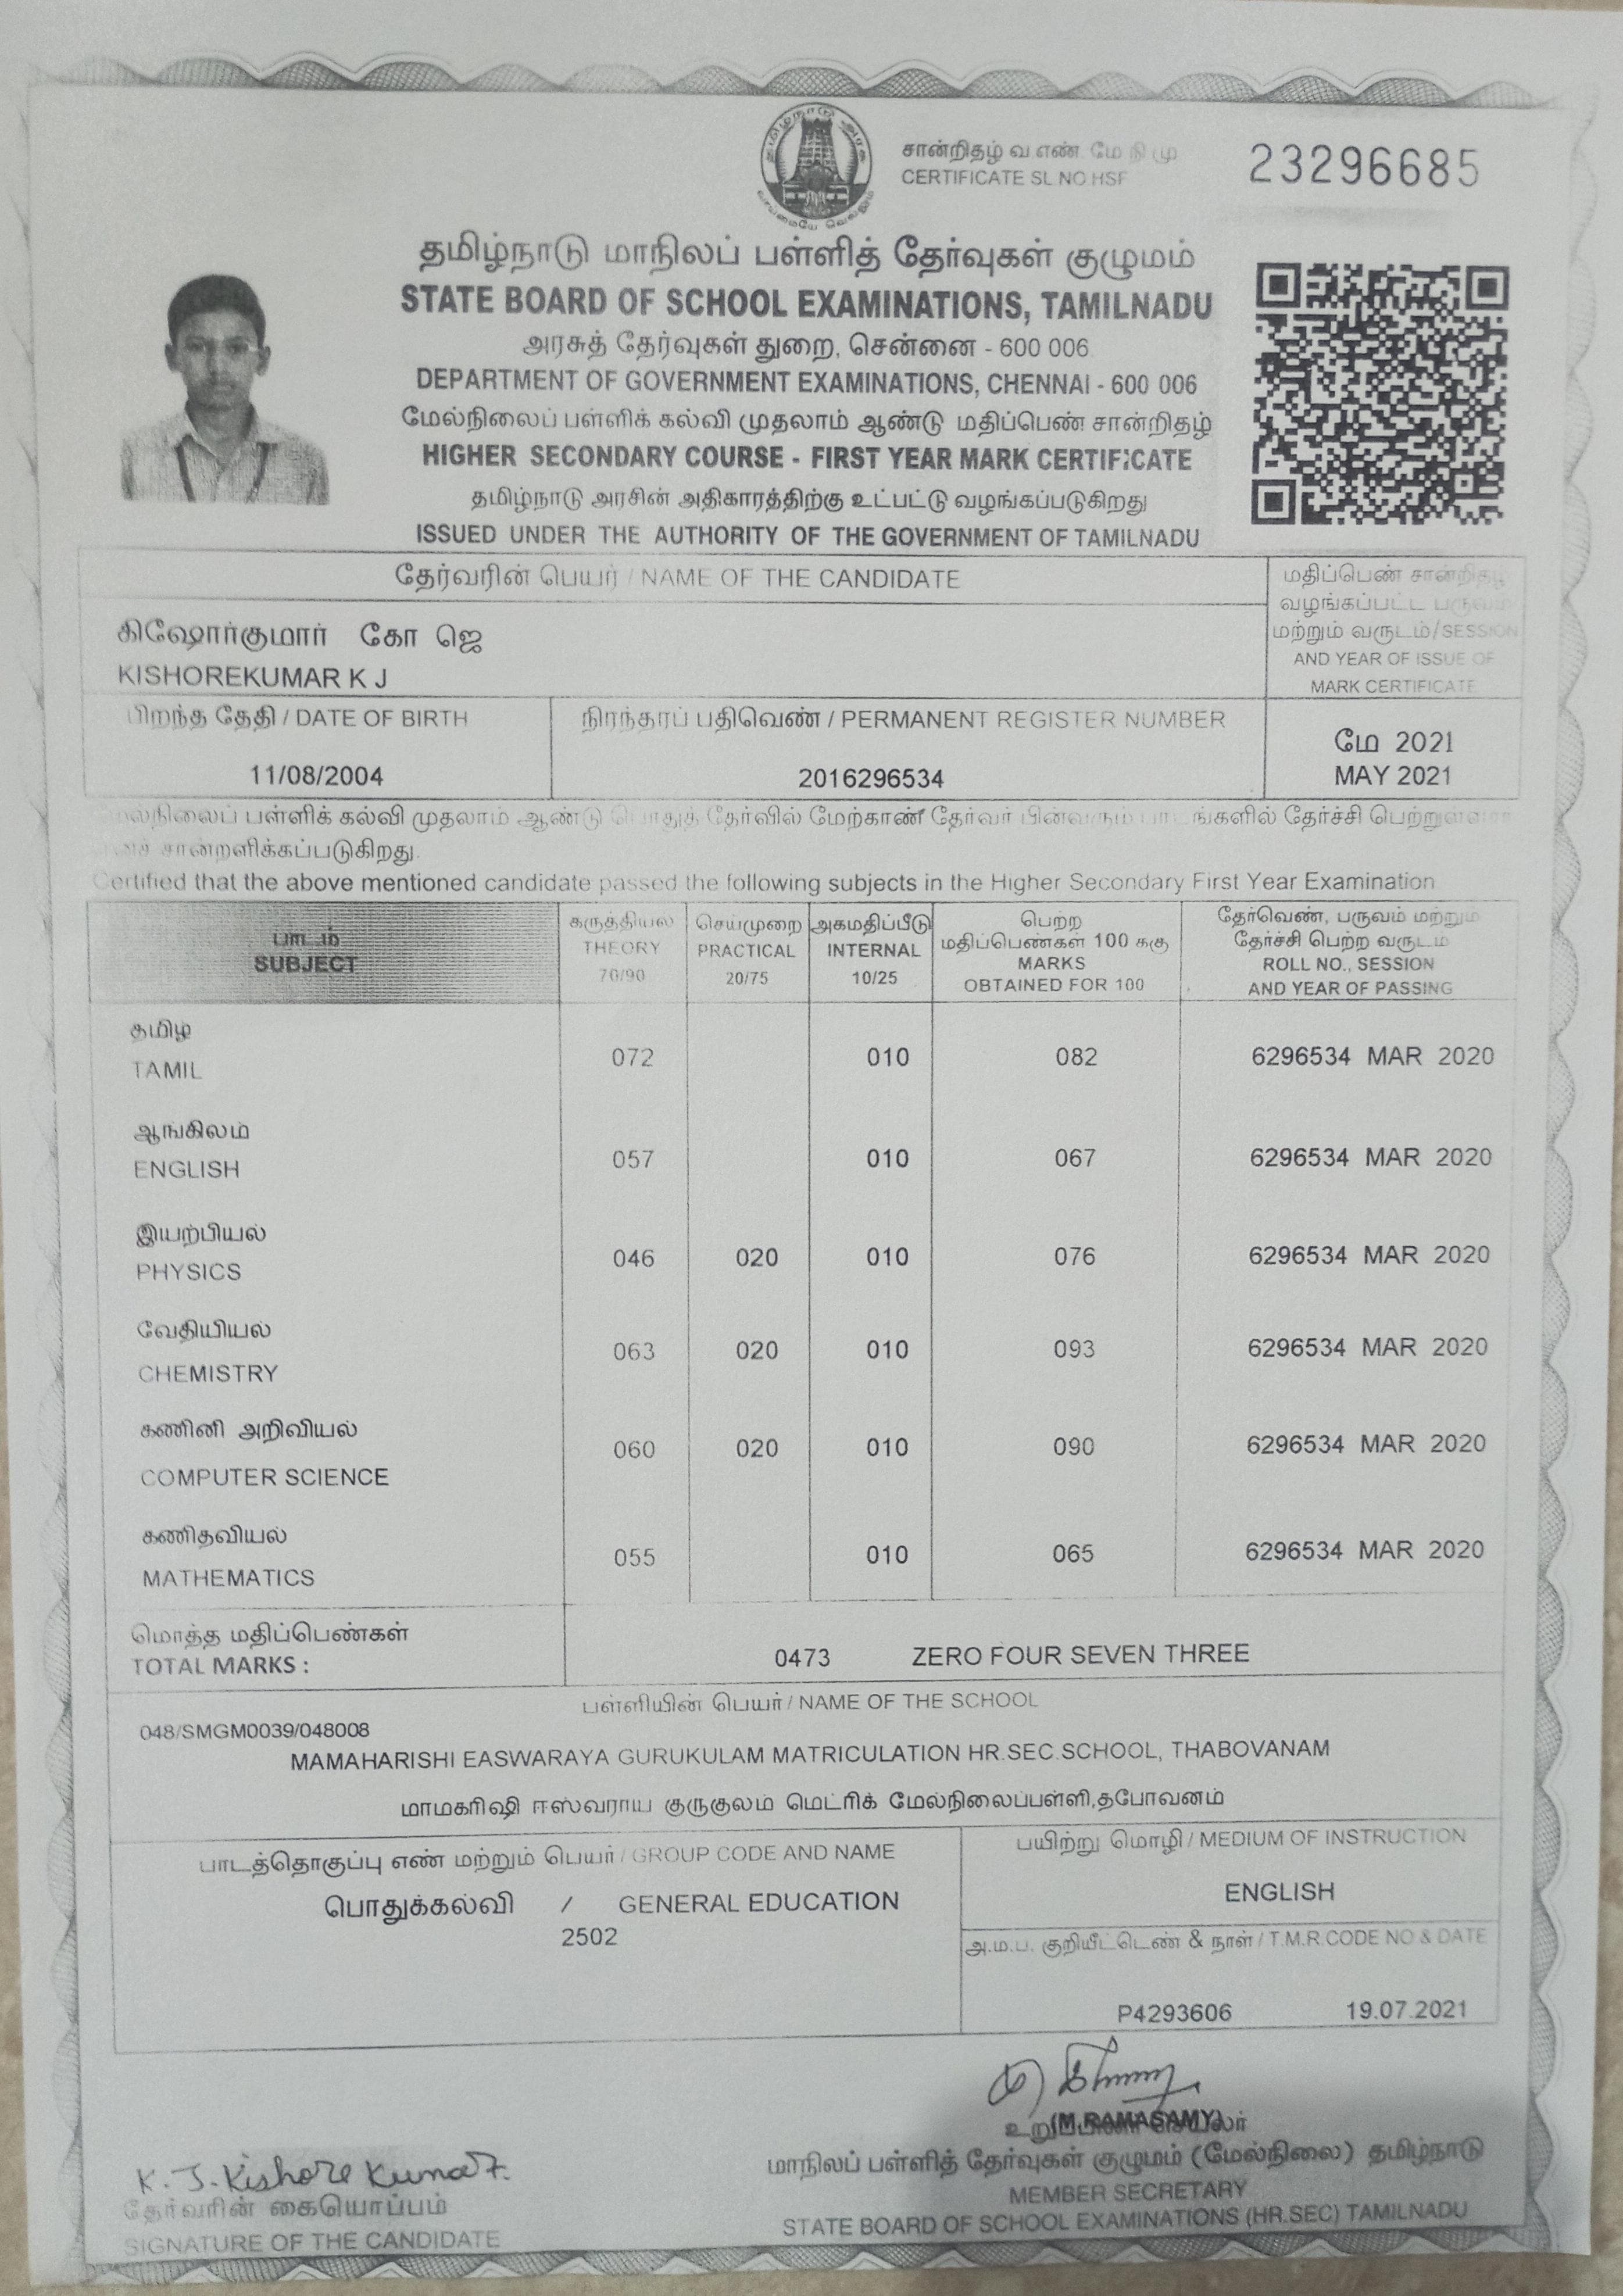 தமிழ்நாடு அரசு
வாய்மையே வெல்லும்
சான்றிதழ் வ.எண். மே நி மு
CERTIFICATE SL.NO.HSF
23296685
தமிழ்நாடு மாநிலப் பள்ளித் தேர்வுகள் குழுமம்
STATE BOARD OF SCHOOL EXAMINATIONS, TAMILNADU
அரசுத் தேர்வுகள் துறை, சென்னை - 600 006
DEPARTMENT OF GOVERNMENT EXAMINATIONS, CHENNAI - 600 006
மேல்நிலைப் பள்ளிக் கல்வி முதலாம் ஆண்டு மதிப்பெண் சான்றிதழ்
HIGHER SECONDARY COURSE - FIRST YEAR MARK CERTIFICATE
தமிழ்நாடு அரசின் அதிகாரத்திற்கு உட்பட்டு வழங்கப்படுகிறது
ISSUED UNDER THE AUTHORITY OF THE GOVERNMENT OF TAMILNADU
தேர்வரின் பெயர் / NAME OF THE CANDIDATE
கிஷோர்குமார் கோ ஜெ
KISHOREKUMAR K J
மதிப்பெண் சான்றிதழ்
வழங்கப்பட்ட பருவம்
மற்றும் வருடம்/SESSION
AND YEAR OF ISSUE OF
MARK CERTIFICATE
பிறந்த தேதி / DATE OF BIRTH
11/08/2004
நிரந்தரப் பதிவெண் / PERMANENT REGISTER NUMBER
2016296534
மே 2021
MAY 2021
மேல்நிலைப் பள்ளிக் கல்வி முதலாம் ஆண்டு பொதுத் தேர்வில் மேற்காணீ தேர்வர் பின்வரும் பாடங்களில் தேர்ச்சி பெற்றுள்ளார்
எனச் சான்றளிக்கப்படுகிறது.
Certified that the above mentioned candidate passed the following subjects in the Higher Secondary First Year Examination
பாடம்
SUBJECT
கருத்தியல்
THEORY
70/90
செய்முறை
PRACTICAL
20/75
அகமதிப்பீடு
INTERNAL
10/25
பெற்ற
மதிப்பெண்கள் 100 க்கு
MARKS
OBTAINED FOR 100
தேர்வெண், பருவம் மற்றும்
தேர்ச்சி பெற்ற வருடம்
ROLL NO., SESSION
AND YEAR OF PASSING
தமிழ்
TAMIL 072 010 082 6296534 MAR 2020
ஆங்கிலம்
ENGLISH 057 010 067 6296534 MAR 2020
இயற்பியல்
PHYSICS 046 020 010 076 6296534 MAR 2020
வேதியியல்
CHEMISTRY 063 020 010 093 6296534 MAR 2020
கணினி அறிவியல்
COMPUTER SCIENCE 060 020 010 090 6296534 MAR 2020
கணிதவியல்
MATHEMATICS 055 010 065 6296534 MAR 2020
மொத்த மதிப்பெண்கள்
TOTAL MARKS : 0473 ZERO FOUR SEVEN THREE
பள்ளியின் பெயர் / NAME OF THE SCHOOL
048/SMGM0039/048008
MAMAHARISHI EASWARAYA GURUKULAM MATRICULATION HR.SEC.SCHOOL, THABOVANAM
மாமகரிஷி ஈஸ்வராய குருகுலம் மெட்ரிக் மேல்நிலைப்பள்ளி,தபோவனம்
பாடத்தொகுப்பு எண் மற்றும் பெயர் / GROUP CODE AND NAME
பொதுக்கல்வி / GENERAL EDUCATION
2502
பயிற்று மொழி / MEDIUM OF INSTRUCTION
ENGLISH
அ.ம.ப. குறியீட்டெண் & நாள் / T.M.R.CODE NO & DATE
P4293606 19.07.2021
(M.RAMASAMY)
மாநிலப் பள்ளித் தேர்வுகள் குழுமம் (மேல்நிலை) தமிழ்நாடு
MEMBER SECRETARY
STATE BOARD OF SCHOOL EXAMINATIONS (HR.SEC) TAMILNADU
K. J. Kishore Kumar.
தேர்வரின் கையொப்பம்
SIGNATURE OF THE CANDIDATE